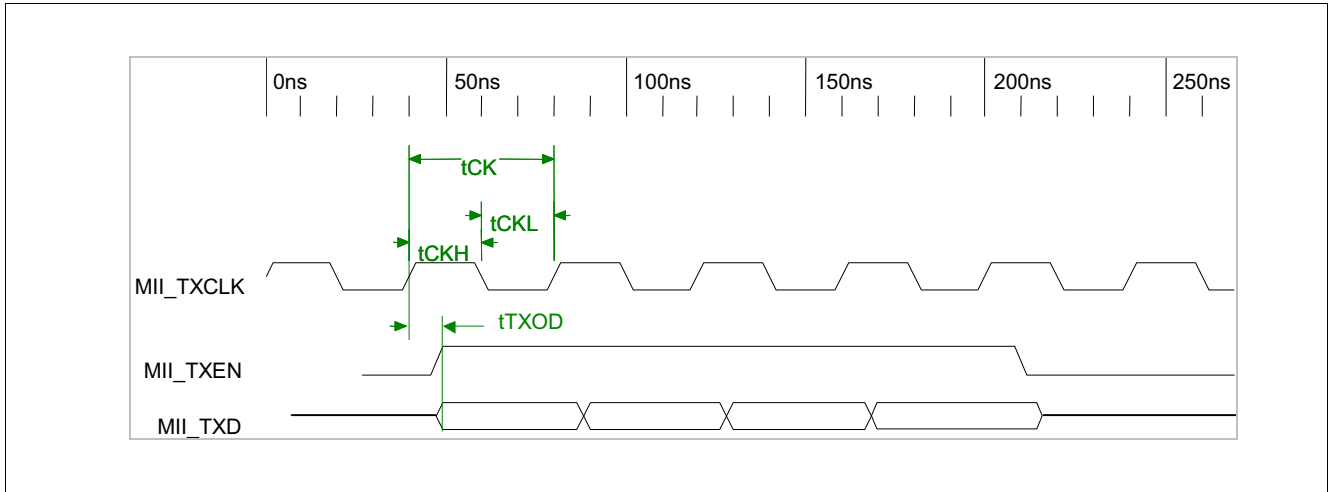 0ns 50ns 100ns 150ns 200ns 250ns
tCK
tCKL
tCKH
MII_TXCLK
tTXOD
MII_TXEN
MII_TXD